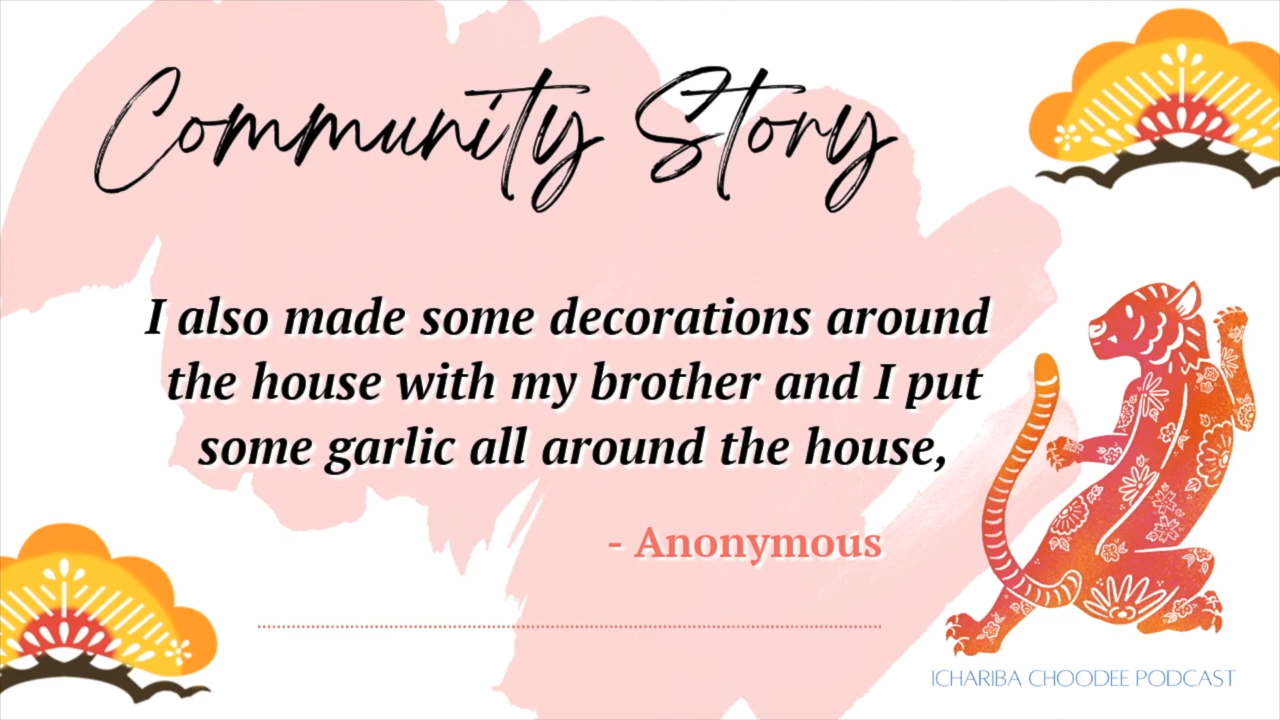 Community Story
I also made some decorations around
the house with my brother and I put
some garlic all around the house,
- Anonymous
ICHARIBA CHOODEE PODCAST